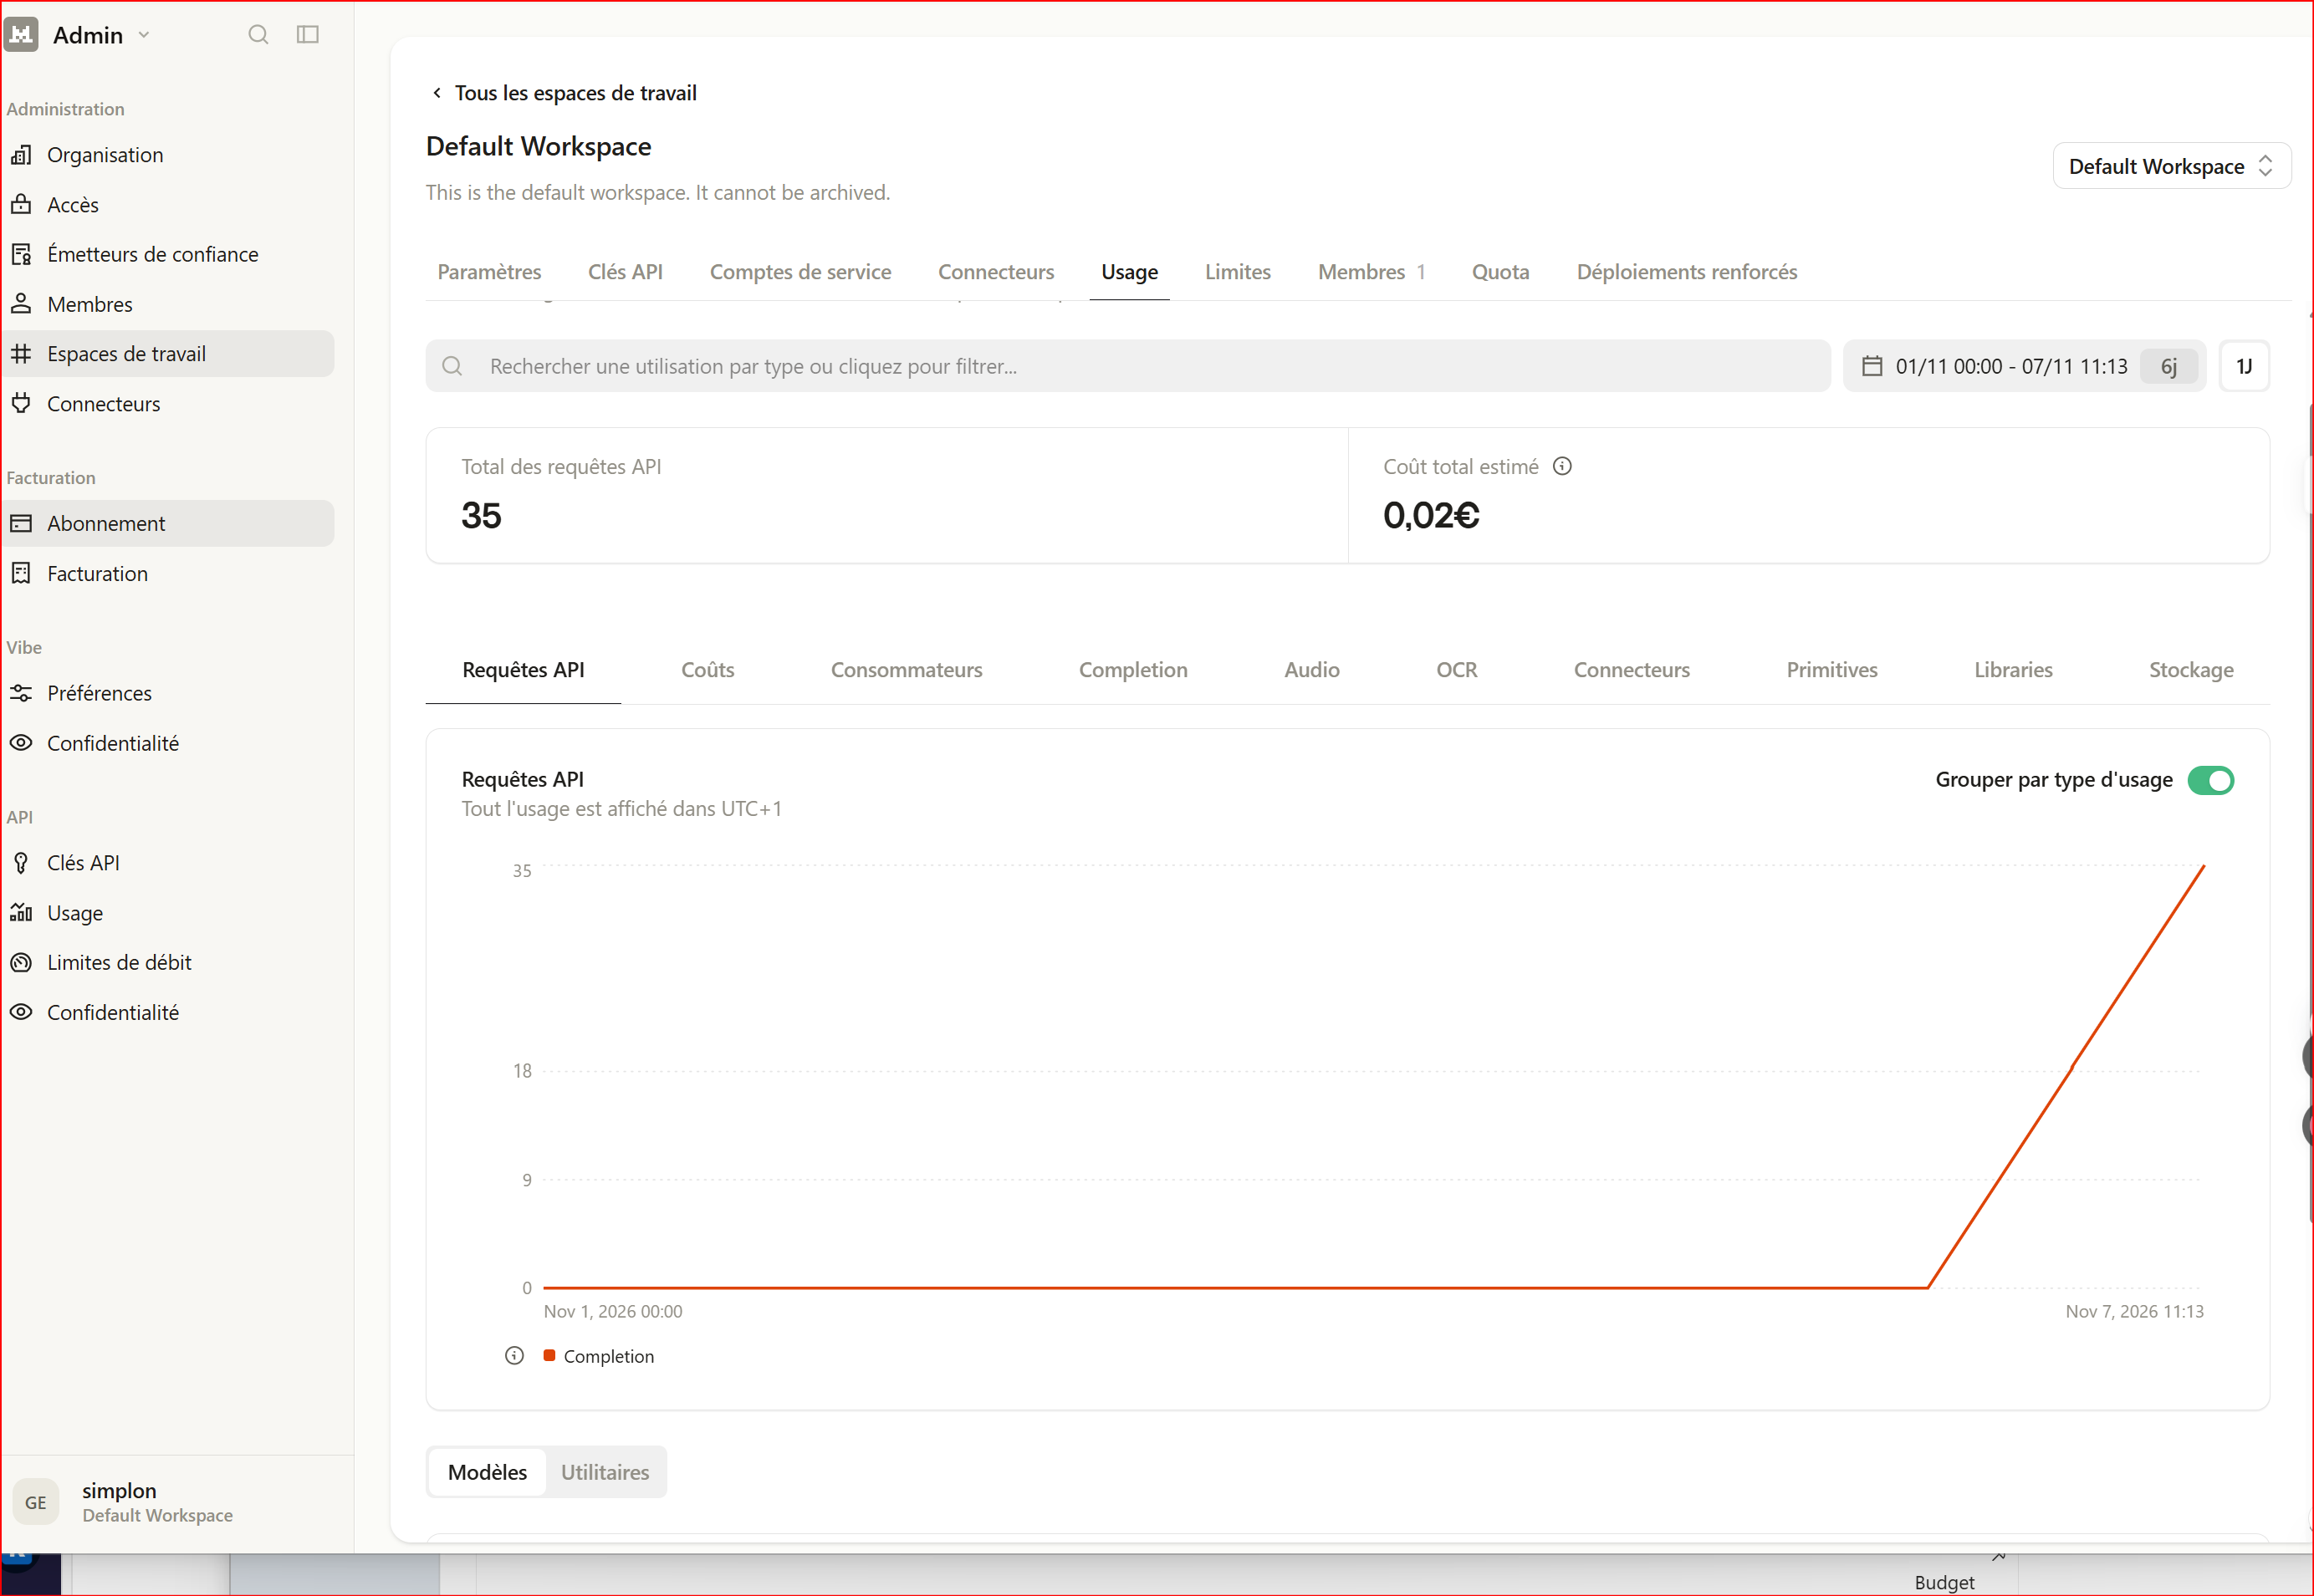 Admin
Administration
Organisation
Accès
Émetteurs de confiance
Membres
Espaces de travail
Connecteurs
Facturation
Abonnement
Facturation
Vibe
Préférences
Confidentialité
API
Clés API
Usage
Limites de débit
Confidentialité
GE
simplon
Default Workspace
Tous les espaces de travail
Default Workspace
This is the default workspace. It cannot be archived.
Default Workspace
Paramètres Clés API Comptes de service Connecteurs Usage Limites Membres 1 Quota Déploiements renforcés
Rechercher une utilisation par type ou cliquez pour filtrer...
01/11 00:00 - 07/11 11:13 6j
1J
Total des requêtes API
35
Coût total estimé
0,02€
Requêtes API Coûts Consommateurs Completion Audio OCR Connecteurs Primitives Libraries Stockage
Requêtes API
Tout l'usage est affiché dans UTC+1
Grouper par type d'usage
35
18
9
0
Nov 1, 2026 00:00 Nov 7, 2026 11:13
Completion
Modèles Utilitaires
Budget